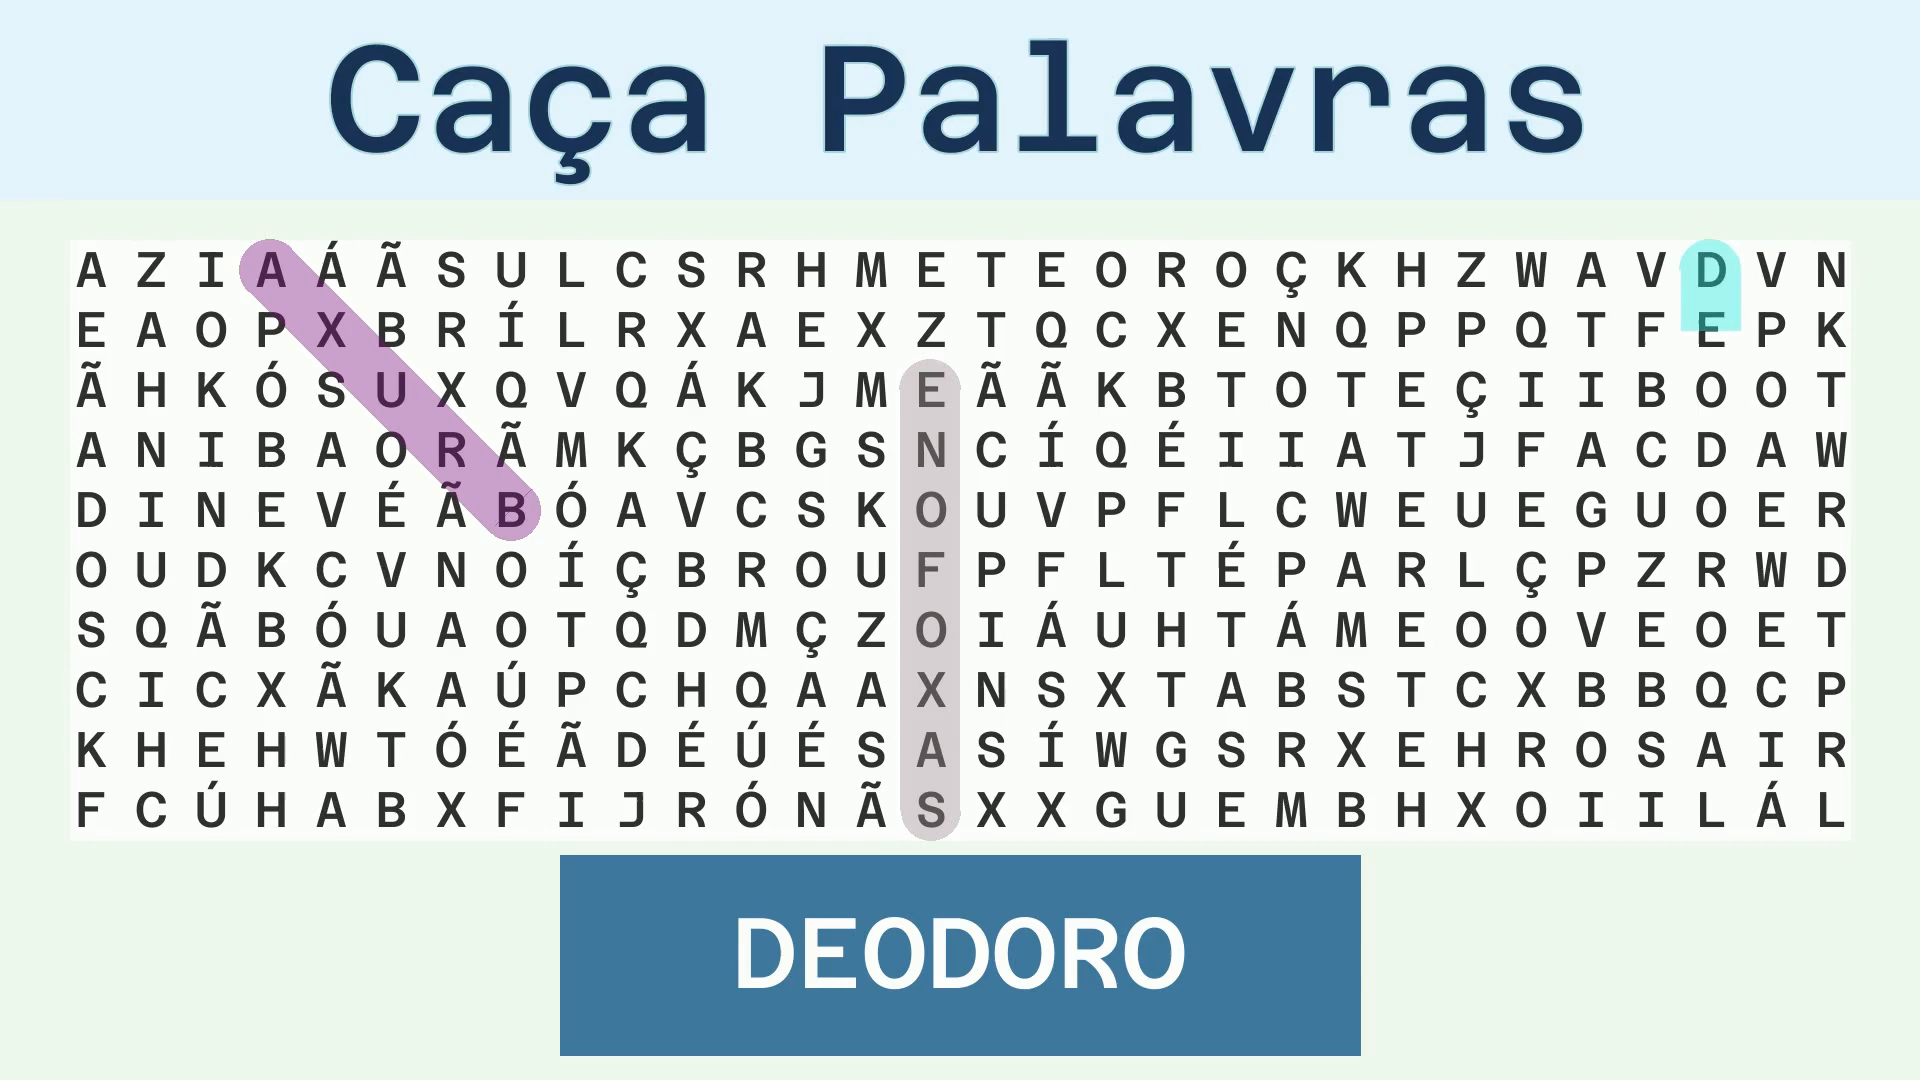 Caça Palavras
A Z I A Á Ã S U L C S R H M E T E O R O Ç K H Z W A V D V N
E A O P X B R Í L R X A E X Z T Q C X E N Q P P Q T F E P K
Ã H K Ó S U X Q V Q Á K J M E Ã Ã K B T O T E Ç I I B O O T
A N I B A O R Ã M K Ç B G S N C Í Q É I I A T J F A C D A W
D I N E V É Ã B Ó A V C S K O U V P F L C W E U E G U O E R
O U D K C V N O Í Ç B R O U F P F L T É P A R L Ç P Z R W D
S Q Ã B Ó U A O T Q D M Ç Z O I Á U H T Á M E O O V E O E T
C I C X Ã K A Ú P C H Q A A X N S X T A B S T C X B B Q C P
K H E H W T Ó É Ã D É Ú É S A S Í W G S R X E H R O S A I R
F C Ú H A B X F I J R Ó N Ã S X X G U E M B H X O I I L Á L
DEODORO